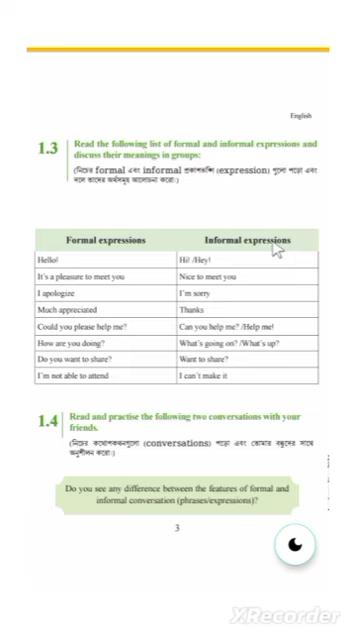 English
1.3 Read the following list of formal and informal expressions and
discuss their meanings in groups:
(নিচের formal এবং informal প্রকাশভঙ্গি (expression) গুলো পড়ো এবং
দলে তাদের অর্থসমূহ আলোচনা করো।)
Formal expressions Informal expressions
Hello! Hi! /Hey!
It's a pleasure to meet you Nice to meet you
I apologize I'm sorry
Much appreciated Thanks
Could you please help me? Can you help me? /Help me!
How are you doing? What's going on? /What's up?
Do you want to share? Want to share?
I'm not able to attend I can't make it
1.4 Read and practise the following two conversations with your
friends.
(নিচের কথোপকথনগুলো (conversations) পড়ো এবং তোমার বন্ধুদের সাথে
অনুশীলন করো।)
Do you see any difference between the features of formal and
informal conversation (phrases/expressions)?
3
XRecorder